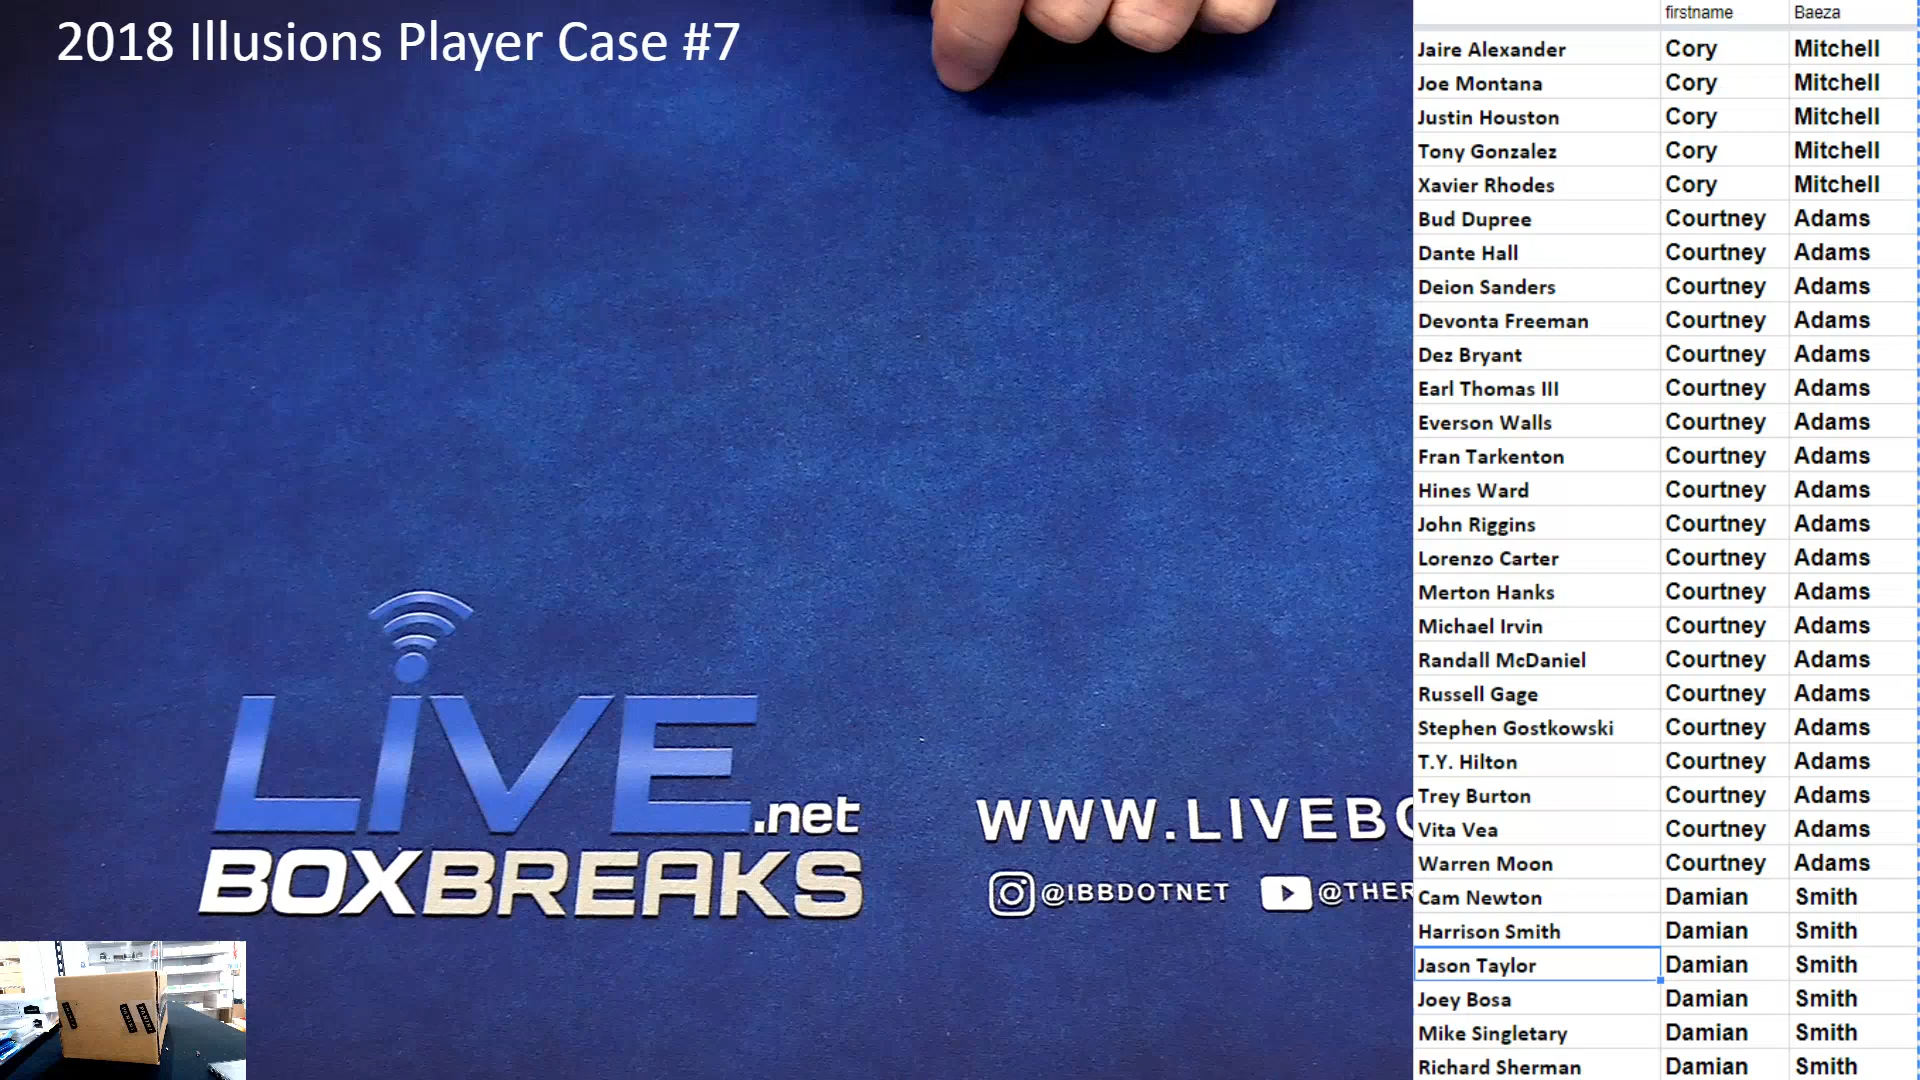 2018 Illusions Player Case #7
LiVE.net
BOXBREAKS
WWW.LIVEBO
@IBBDOTNET @THER
firstname Baeza
Jaire Alexander Cory Mitchell
Joe Montana Cory Mitchell
Justin Houston Cory Mitchell
Tony Gonzalez Cory Mitchell
Xavier Rhodes Cory Mitchell
Bud Dupree Courtney Adams
Dante Hall Courtney Adams
Deion Sanders Courtney Adams
Devonta Freeman Courtney Adams
Dez Bryant Courtney Adams
Earl Thomas III Courtney Adams
Everson Walls Courtney Adams
Fran Tarkenton Courtney Adams
Hines Ward Courtney Adams
John Riggins Courtney Adams
Lorenzo Carter Courtney Adams
Merton Hanks Courtney Adams
Michael Irvin Courtney Adams
Randall McDaniel Courtney Adams
Russell Gage Courtney Adams
Stephen Gostkowski Courtney Adams
T.Y. Hilton Courtney Adams
Trey Burton Courtney Adams
Vita Vea Courtney Adams
Warren Moon Courtney Adams
Cam Newton Damian Smith
Harrison Smith Damian Smith
Jason Taylor Damian Smith
Joey Bosa Damian Smith
Mike Singletary Damian Smith
Richard Sherman Damian Smith